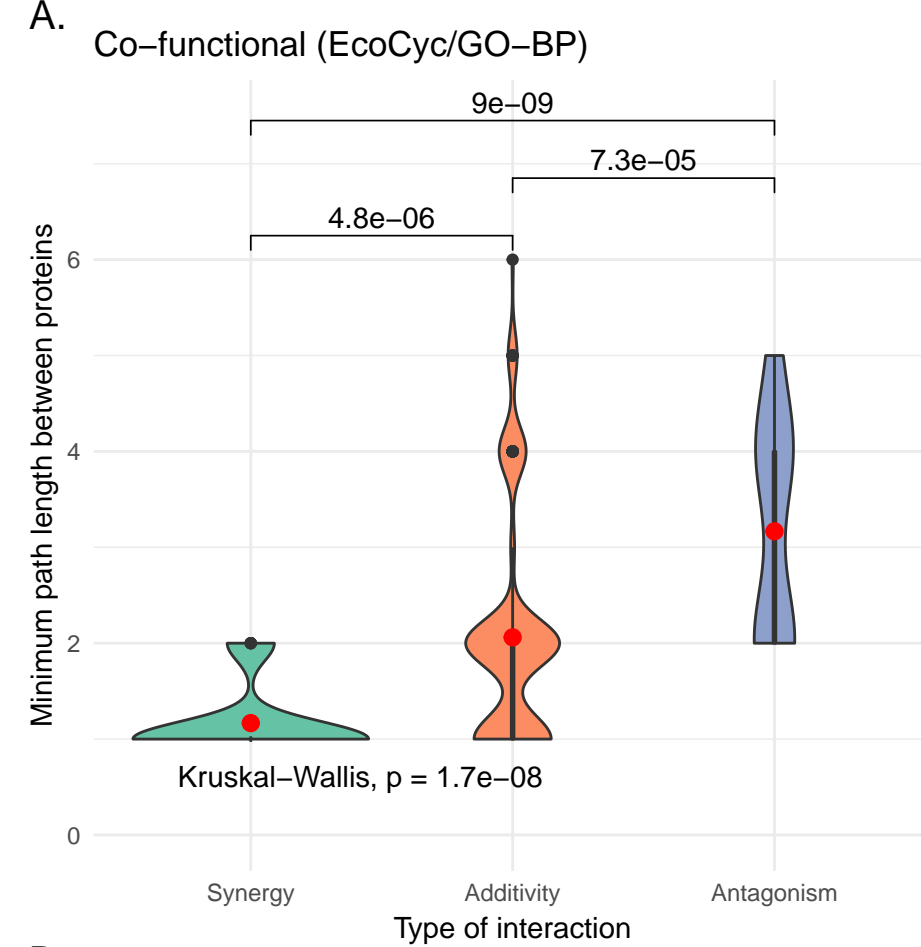 A.
Co−functional (EcoCyc/GO−BP)
9e−09
7.3e−05
4.8e−06
6
4
2
0
Minimum path length between proteins
Kruskal−Wallis, p = 1.7e−08
Synergy
Additivity
Antagonism
Type of interaction